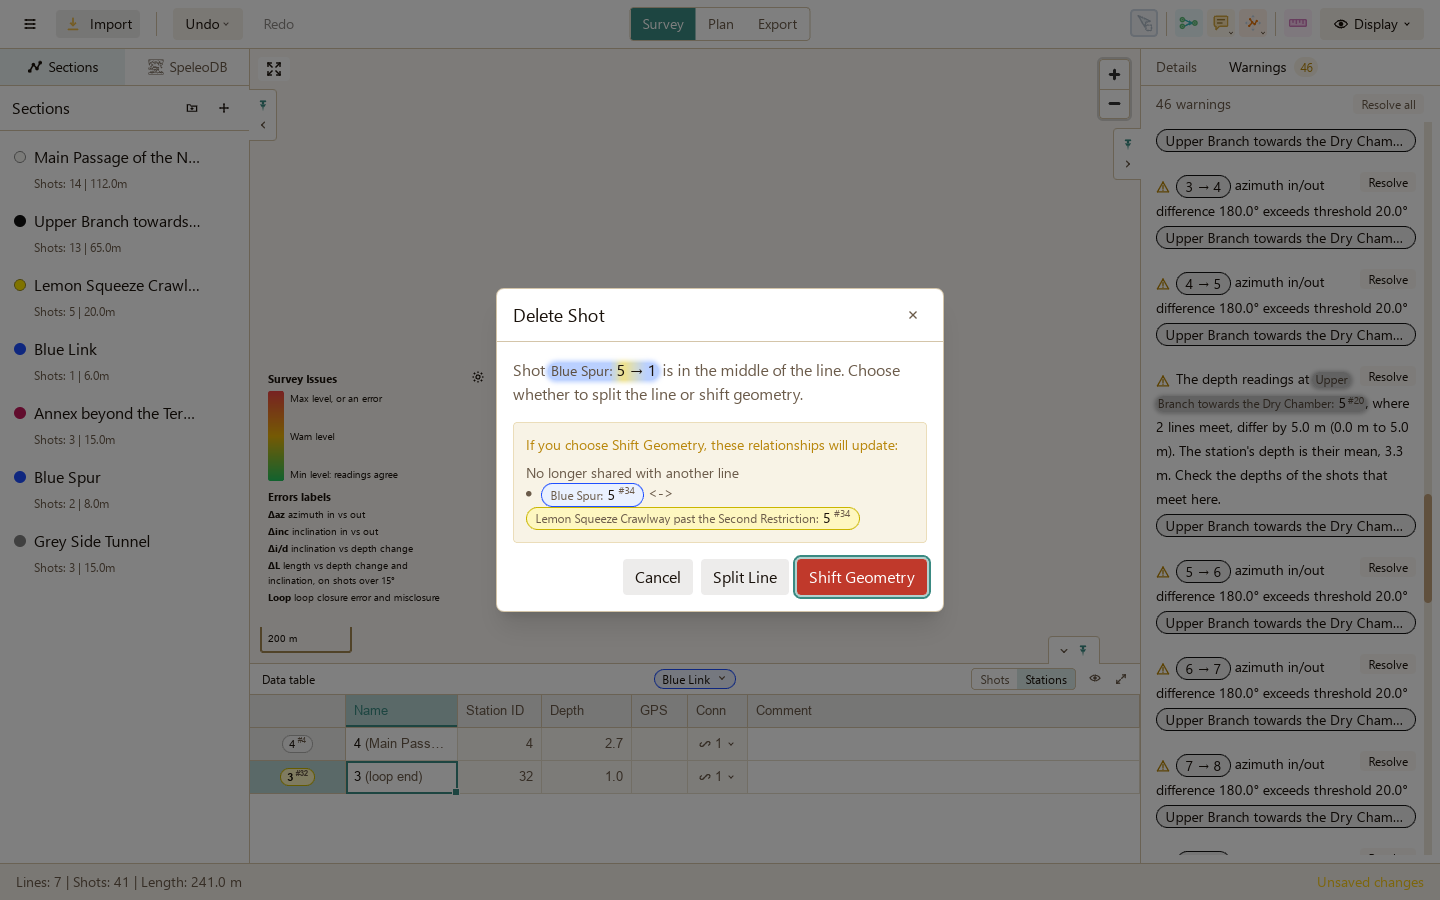 Import
Undo
Redo
Survey
Plan
Export
Display
Sections
SpeleoDB
Sections
Main Passage of the N...
Shots: 14 | 112.0m
Upper Branch towards...
Shots: 13 | 65.0m
Lemon Squeeze Crawl...
Shots: 5 | 20.0m
Blue Link
Shots: 1 | 6.0m
Annex beyond the Ter...
Shots: 3 | 15.0m
Blue Spur
Shots: 2 | 8.0m
Grey Side Tunnel
Shots: 3 | 15.0m
Survey Issues
Max level, or an error
Warn level
Min level: readings agree
Errors labels
Δaz azimuth in vs out
Δinc inclination in vs out
Δi/d inclination vs depth change
ΔL length vs depth change and
inclination, on shots over 15°
Loop loop closure error and misclosure
200 m
Delete Shot
Shot Blue Spur: 5 → 1 is in the middle of the line. Choose
whether to split the line or shift geometry.
If you choose Shift Geometry, these relationships will update:
No longer shared with another line
• Blue Spur: 5 #34 <->
Lemon Squeeze Crawlway past the Second Restriction: 5 #34
Cancel
Split Line
Shift Geometry
Data table
Blue Link
Shots
Stations
Name Station ID Depth GPS Conn Comment
4 #4 4 (Main Pass... 4 2.7 1
3 #32 3 (loop end) 32 1.0 1
Details
Warnings 46
46 warnings
Resolve all
Upper Branch towards the Dry Cham...
3 → 4 azimuth in/out Resolve
difference 180.0° exceeds threshold 20.0°
Upper Branch towards the Dry Cham...
4 → 5 azimuth in/out Resolve
difference 180.0° exceeds threshold 20.0°
Upper Branch towards the Dry Cham...
The depth readings at Upper Resolve
Branch towards the Dry Chamber: 5 #20, where
2 lines meet, differ by 5.0 m (0.0 m to 5.0
m). The station's depth is their mean, 3.3
m. Check the depths of the shots that
meet here.
Upper Branch towards the Dry Cham...
5 → 6 azimuth in/out Resolve
difference 180.0° exceeds threshold 20.0°
Upper Branch towards the Dry Cham...
6 → 7 azimuth in/out Resolve
difference 180.0° exceeds threshold 20.0°
Upper Branch towards the Dry Cham...
7 → 8 azimuth in/out Resolve
difference 180.0° exceeds threshold 20.0°
Upper Branch towards the Dry Cham...
Lines: 7 | Shots: 41 | Length: 241.0 m
Unsaved changes